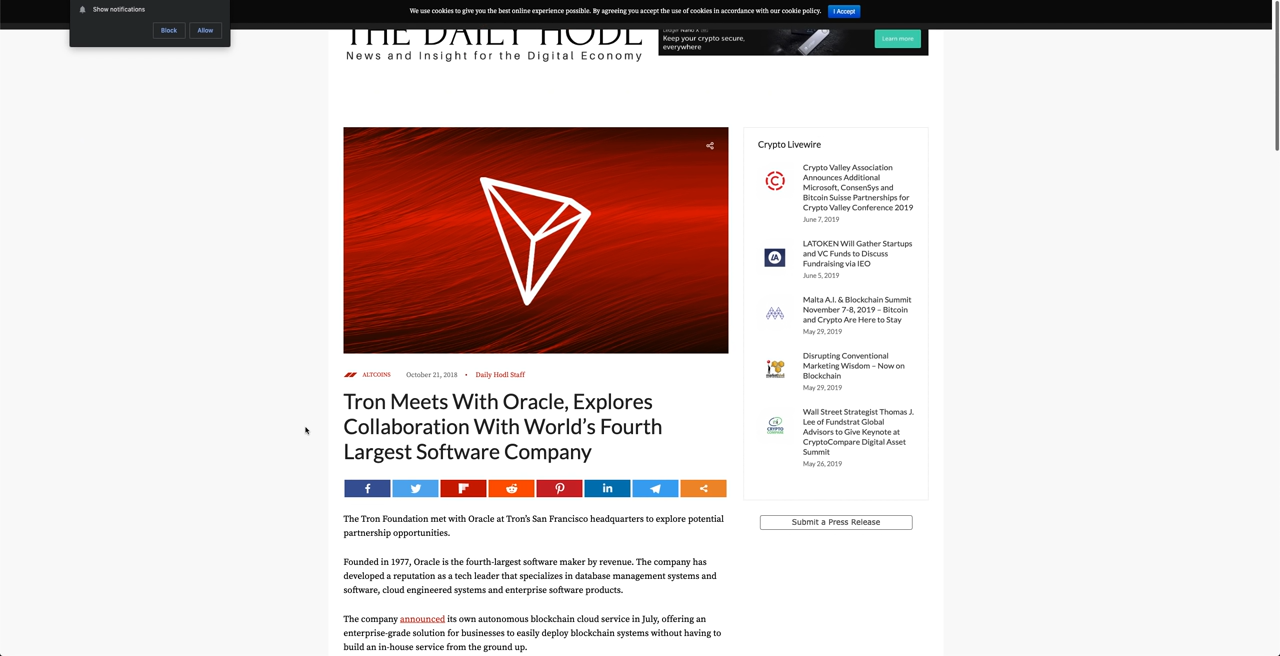 Show notifications
Block
Allow
We use cookies to give you the best online experience possible. By agreeing you accept the use of cookies in accordance with our cookie policy.
I Accept
THE DAILY HODL
News and Insight for the Digital Economy
Keep your crypto secure,
everywhere
Learn more
ALTCOINS
October 21, 2018 • Daily Hodl Staff
Tron Meets With Oracle, Explores
Collaboration With World’s Fourth
Largest Software Company
The Tron Foundation met with Oracle at Tron’s San Francisco headquarters to explore potential
partnership opportunities.
Founded in 1977, Oracle is the fourth-largest software maker by revenue. The company has
developed a reputation as a tech leader that specializes in database management systems and
software, cloud engineered systems and enterprise software products.
The company announced its own autonomous blockchain cloud service in July, offering an
enterprise-grade solution for businesses to easily deploy blockchain systems without having to
build an in-house service from the ground up.
Crypto Livewire
Crypto Valley Association
Announces Additional
Microsoft, ConsenSys and
Bitcoin Suisse Partnerships for
Crypto Valley Conference 2019
June 7, 2019
LATOKEN Will Gather Startups
and VC Funds to Discuss
Fundraising via IEO
June 5, 2019
Malta A.I. & Blockchain Summit
November 7-8, 2019 – Bitcoin
and Crypto Are Here to Stay
May 29, 2019
Disrupting Conventional
Marketing Wisdom – Now on
Blockchain
May 29, 2019
Wall Street Strategist Thomas J.
Lee of Fundstrat Global
Advisors to Give Keynote at
CryptoCompare Digital Asset
Summit
May 26, 2019
Submit a Press Release